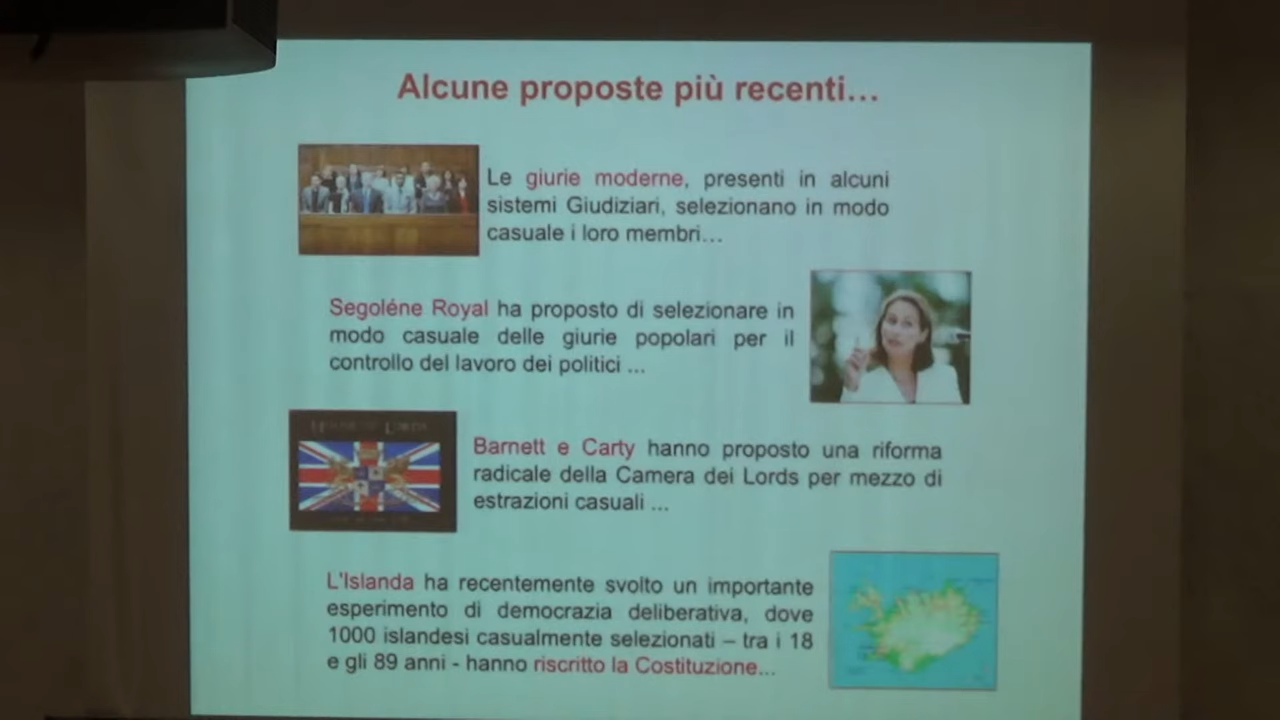 Alcune proposte più recenti...
Le giurie moderne, presenti in alcuni
sistemi Giudiziari, selezionano in modo
casuale i loro membri...
Segoléne Royal ha proposto di selezionare in
modo casuale delle giurie popolari per il
controllo del lavoro dei politici ...
Barnett e Carty hanno proposto una riforma
radicale della Camera dei Lords per mezzo di
estrazioni casuali ...
L'Islanda ha recentemente svolto un importante
esperimento di democrazia deliberativa, dove
1000 islandesi casualmente selezionati – tra i 18
e gli 89 anni - hanno riscritto la Costituzione...